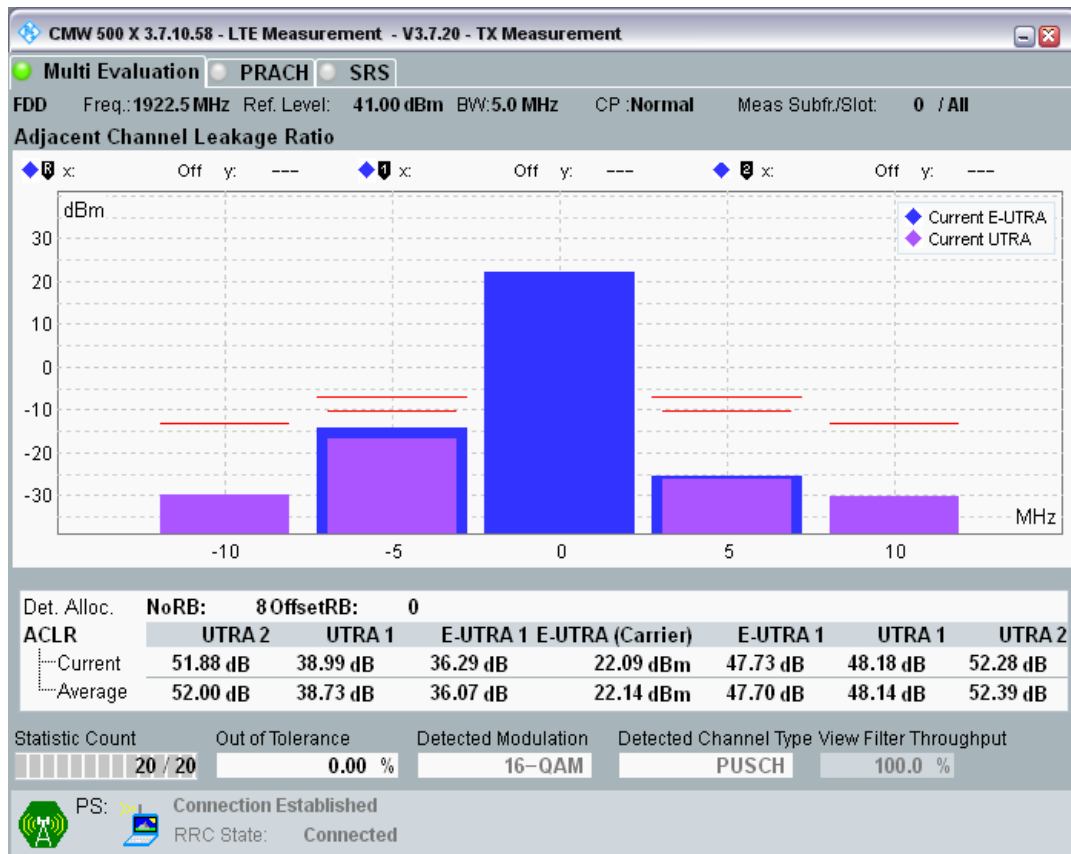 CMW 500 X 3.7.10.58 - LTE Measurement - V3.7.20 - TX Measurement
Multi Evaluation PRACH SRS
FDD Freq.:1922.5 MHz Ref. Level: 41.00 dBm BW:5.0 MHz CP :Normal Meas Subfr./Slot: 0 / All
Adjacent Channel Leakage Ratio
R x: Off y: --- 1 x: Off y: --- 2 x: Off y: ---
dBm
Current E-UTRA
Current UTRA
30
20
10
0
-10
-20
-30
MHz
-10 -5 0 5 10
Det. Alloc. NoRB: 8 OffsetRB: 0
ACLR UTRA 2 UTRA 1 E-UTRA 1 E-UTRA (Carrier) E-UTRA 1 UTRA 1 UTRA 2
Current 51.88 dB 38.99 dB 36.29 dB 22.09 dBm 47.73 dB 48.18 dB 52.28 dB
Average 52.00 dB 38.73 dB 36.07 dB 22.14 dBm 47.70 dB 48.14 dB 52.39 dB
Statistic Count Out of Tolerance Detected Modulation Detected Channel Type View Filter Throughput
20 / 20 0.00 % 16-QAM PUSCH 100.0 %
PS: Connection Established
RRC State: Connected